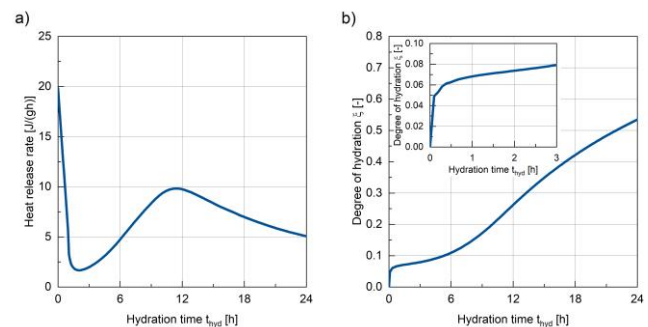 a)
25
20
15
10
5
0
Heat release rate [J/(gh)]
0 6 12 18 24
Hydration time t_hyd [h]
b)
0.8
0.7
0.6
0.5
0.4
0.3
0.2
0.1
0.0
Degree of hydration ξ [-]
0 6 12 18 24
Hydration time t_hyd [h]
0.10
0.08
0.06
0.04
0.02
0.00
Degree of hydration ξ [-]
0 1 2 3
Hydration time t_hyd [h]